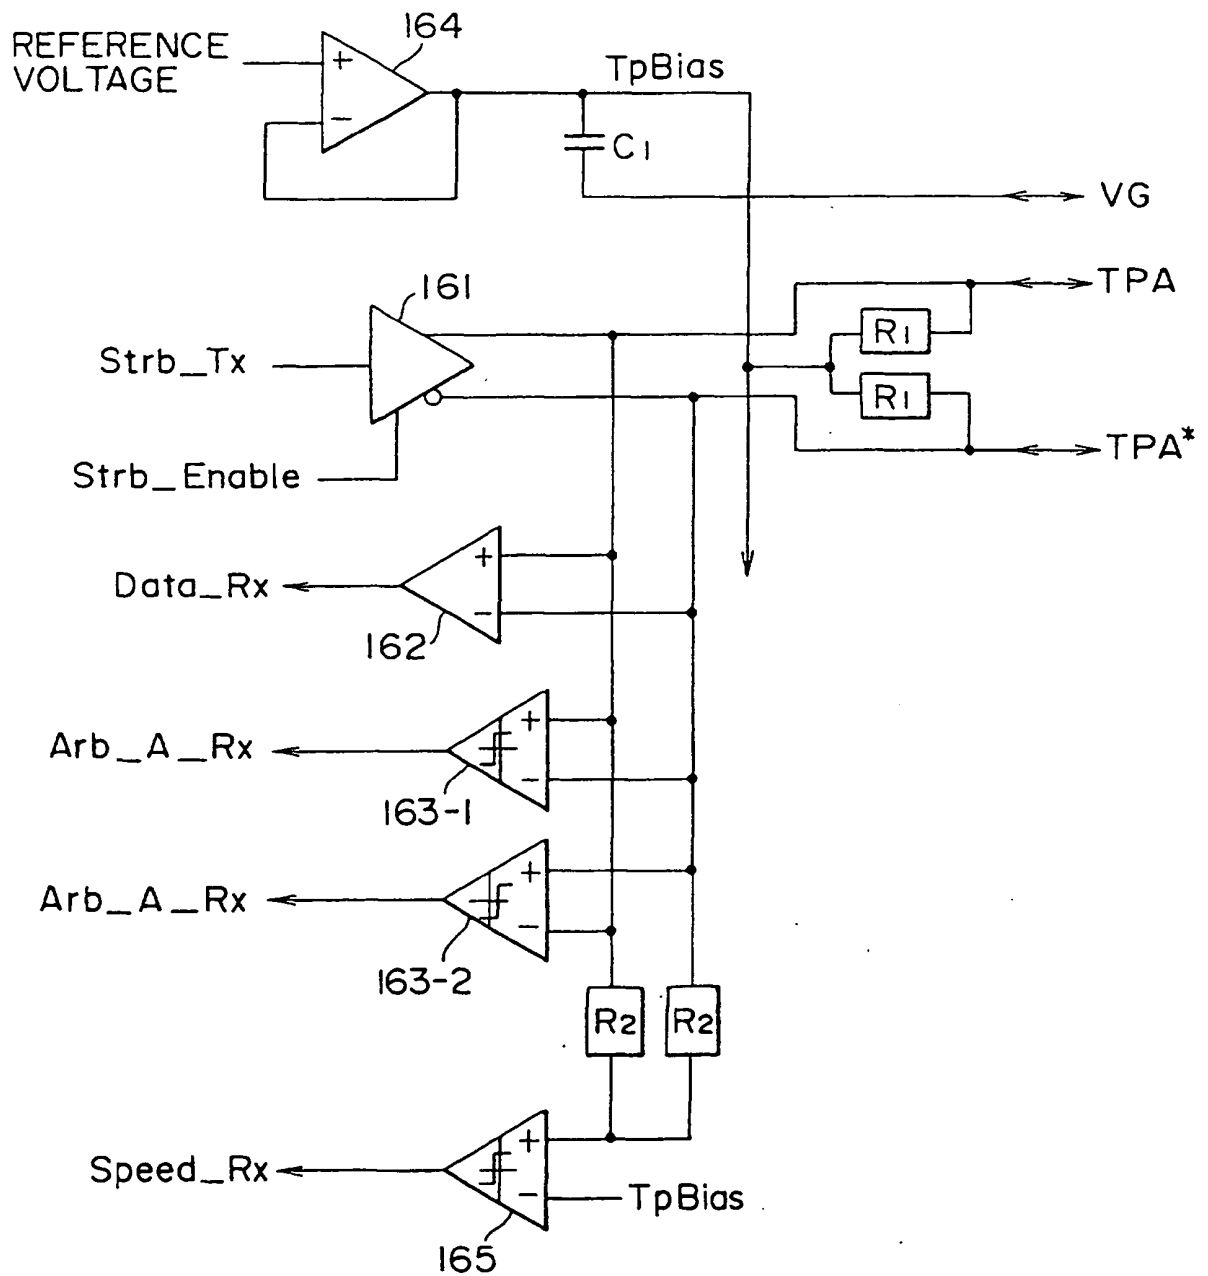 164
REFERENCE
VOLTAGE
+
−
TpBias
C1
VG
161
TPA
R1
Strb_Tx
R1
TPA*
Strb_Enable
+
Data_Rx
−
162
+
Arb_A_Rx
−
163-1
+
Arb_A_Rx
−
163-2
R2 R2
+
Speed_Rx
−
TpBias
165